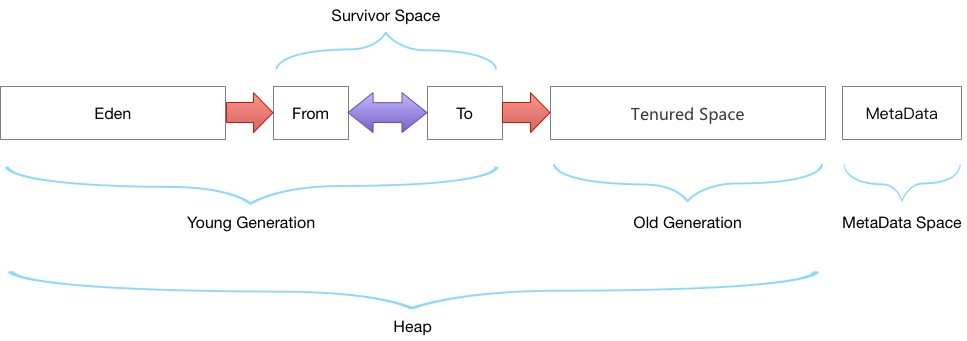 Survivor Space
Eden
From
To
Tenured Space
MetaData
Young Generation
Old Generation
MetaData Space
Heap